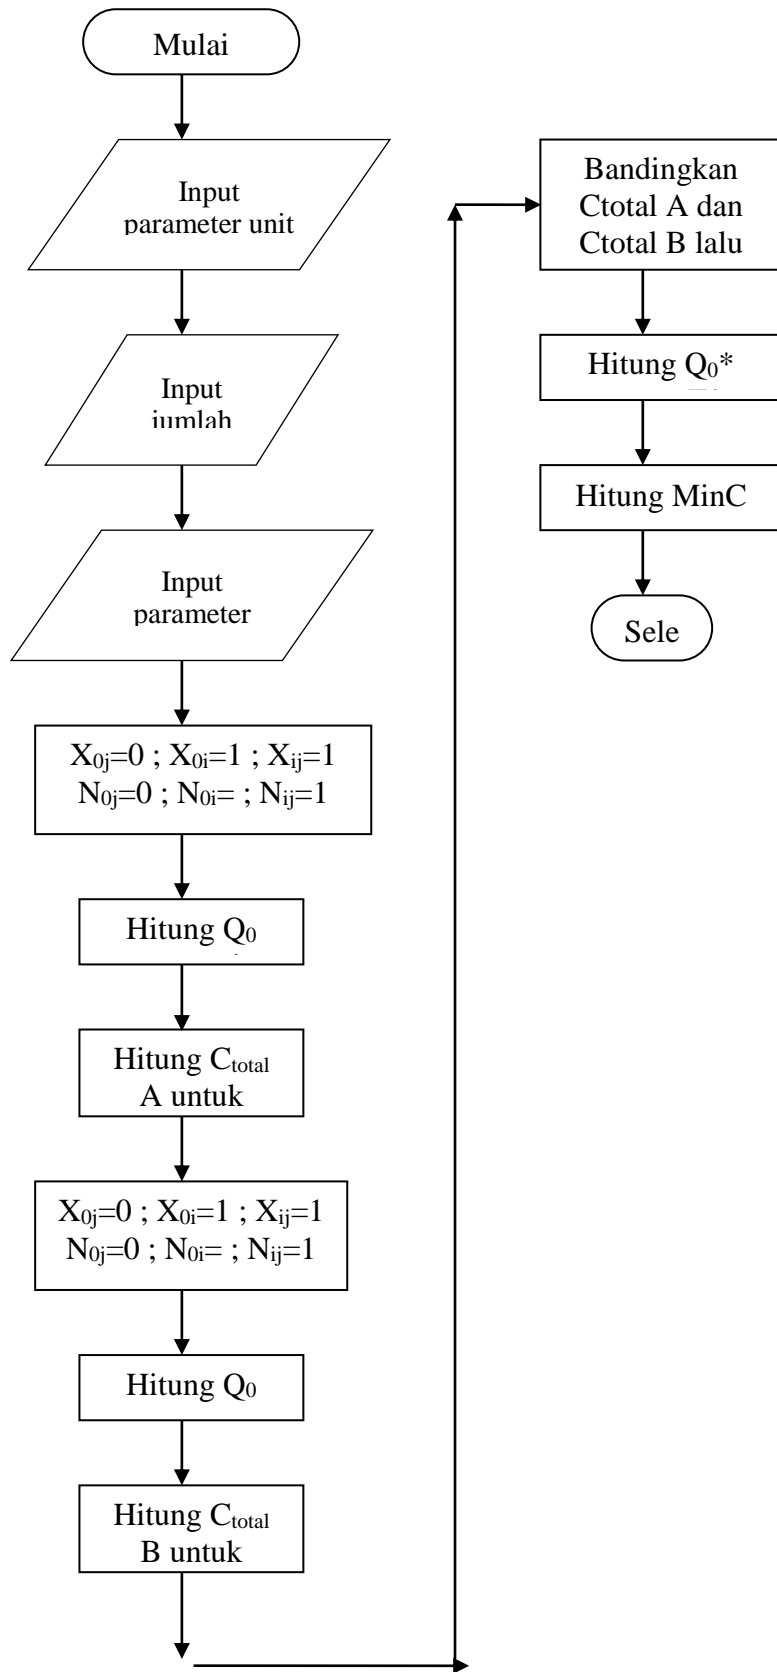 Mulai
Input
parameter unit
Input
jumlah
Input
parameter
X₀ⱼ=0 ; X₀ᵢ=1 ; Xᵢⱼ=1
N₀ⱼ=0 ; N₀ᵢ= ; Nᵢⱼ=1
Hitung Q₀
Hitung Cₜₒₜₐₗ
A untuk
X₀ⱼ=0 ; X₀ᵢ=1 ; Xᵢⱼ=1
N₀ⱼ=0 ; N₀ᵢ= ; Nᵢⱼ=1
Hitung Q₀
Hitung Cₜₒₜₐₗ
B untuk
Bandingkan
Ctotal A dan
Ctotal B lalu
Hitung Q₀*
Hitung MinC
Sele